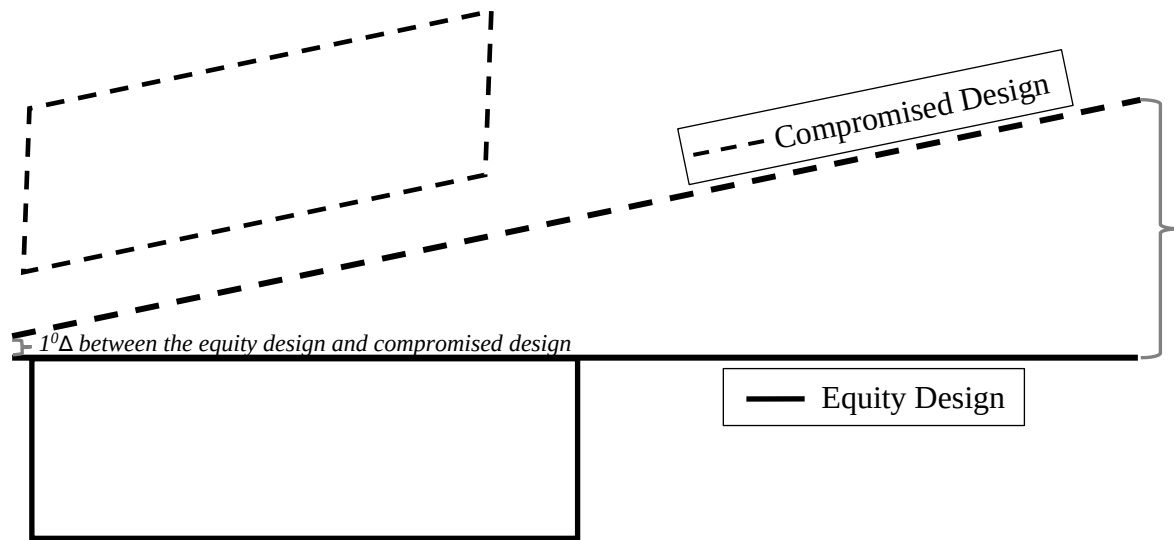 Compromised Design
1⁰Δ between the equity design and compromised design
Equity Design